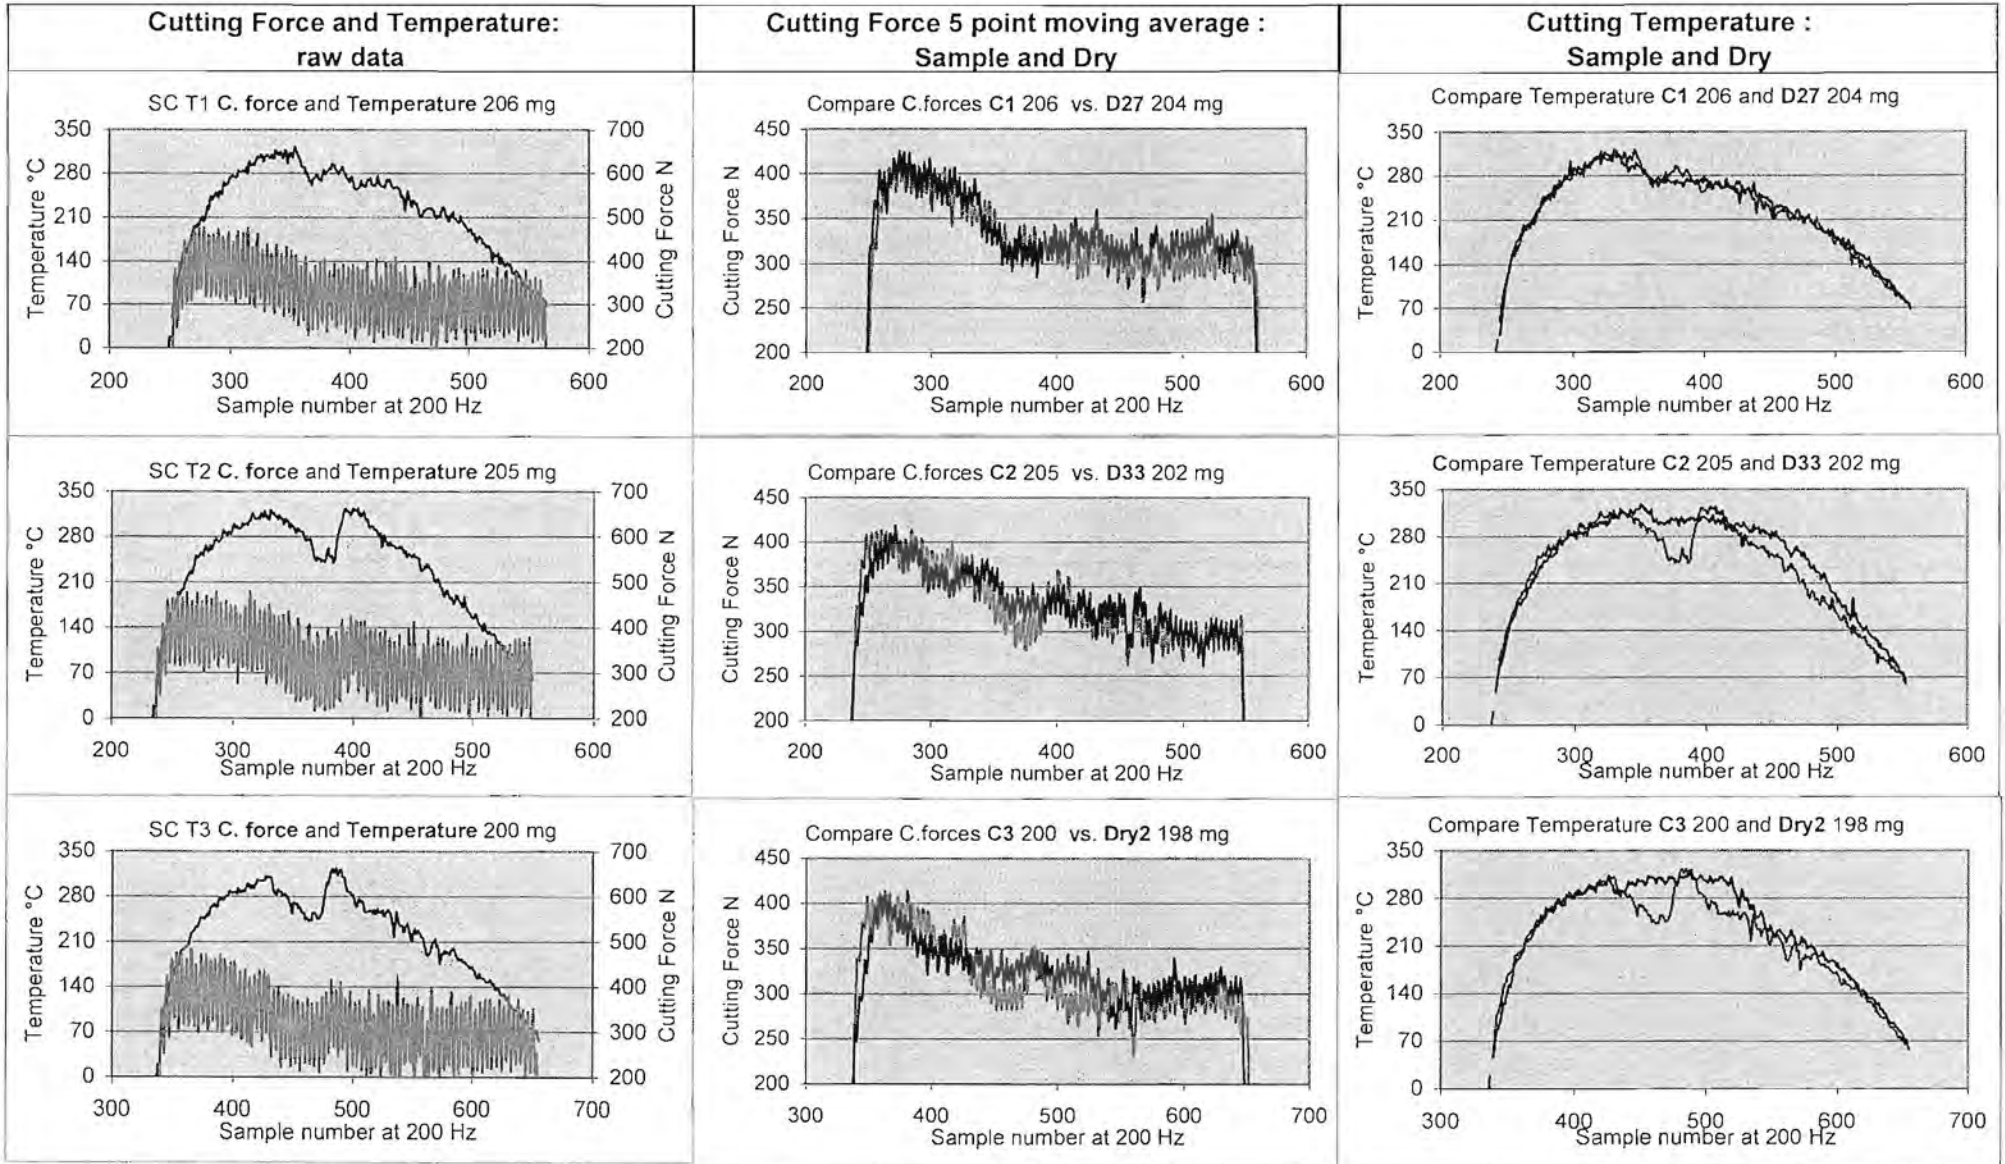 Cutting Force and Temperature:
raw data
Cutting Force 5 point moving average :
Sample and Dry
Cutting Temperature :
Sample and Dry
SC T1 C. force and Temperature 206 mg
350
280
210
140
70
0
Temperature °C
700
600
500
400
300
200
Cutting Force N
200 300 400 500 600
Sample number at 200 Hz
Compare C.forces C1 206 vs. D27 204 mg
450
400
350
300
250
200
Cutting Force N
200 300 400 500 600
Sample number at 200 Hz
Compare Temperature C1 206 and D27 204 mg
350
280
210
140
70
0
Temperature °C
200 300 400 500 600
Sample number at 200 Hz
SC T2 C. force and Temperature 205 mg
350
280
210
140
70
0
Temperature °C
700
600
500
400
300
200
Cutting Force N
200 300 400 500 600
Sample number at 200 Hz
Compare C.forces C2 205 vs. D33 202 mg
450
400
350
300
250
200
Cutting Force N
200 300 400 500 600
Sample number at 200 Hz
Compare Temperature C2 205 and D33 202 mg
350
280
210
140
70
0
Temperature °C
200 300 400 500 600
Sample number at 200 Hz
SC T3 C. force and Temperature 200 mg
350
280
210
140
70
0
Temperature °C
700
600
500
400
300
200
Cutting Force N
300 400 500 600 700
Sample number at 200 Hz
Compare C.forces C3 200 vs. Dry2 198 mg
450
400
350
300
250
200
Cutting Force N
300 400 500 600 700
Sample number at 200 Hz
Compare Temperature C3 200 and Dry2 198 mg
350
280
210
140
70
0
Temperature °C
300 400 500 600 700
Sample number at 200 Hz